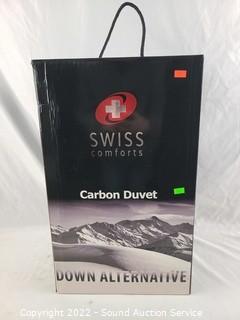 SWISS
comforts
Carbon Duvet
DOWN ALTERNATIVE
Copyright 2022 - Sound Auction Service